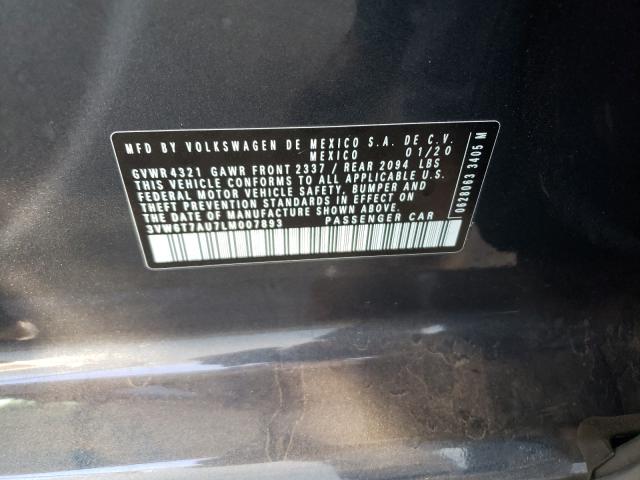 MFD BY VOLKSWAGEN DE MEXICO S.A. DE C.V.
MEXICO 01/20
GVWR 4321 GAWR FRONT 2337 / REAR 2094 LBS
THIS VEHICLE CONFORMS TO ALL APPLICABLE U.S.
FEDERAL MOTOR VEHICLE SAFETY, BUMPER AND
THEFT PREVENTION STANDARDS IN EFFECT ON
THE DATE OF MANUFACTURE SHOWN ABOVE.
3VW6T7AU7LM007893 PASSENGER CAR
0628063 3405 M